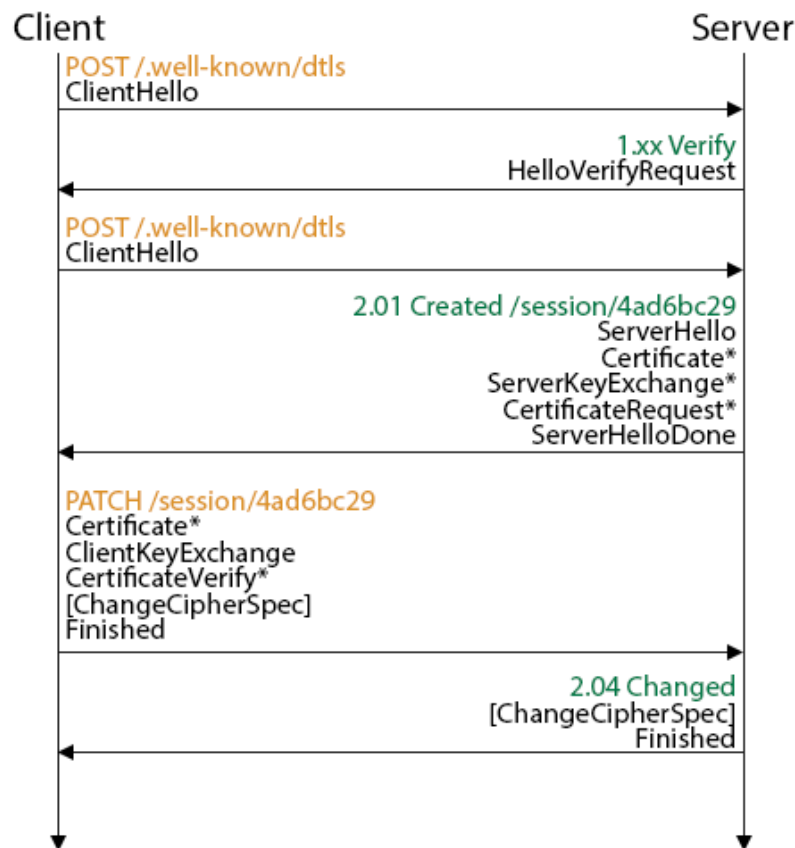 Client
Server
POST /.well-known/dtls
ClientHello
1.xx Verify
HelloVerifyRequest
POST /.well-known/dtls
ClientHello
2.01 Created /session/4ad6bc29
ServerHello
Certificate*
ServerKeyExchange*
CertificateRequest*
ServerHelloDone
PATCH /session/4ad6bc29
Certificate*
ClientKeyExchange
CertificateVerify*
[ChangeCipherSpec]
Finished
2.04 Changed
[ChangeCipherSpec]
Finished